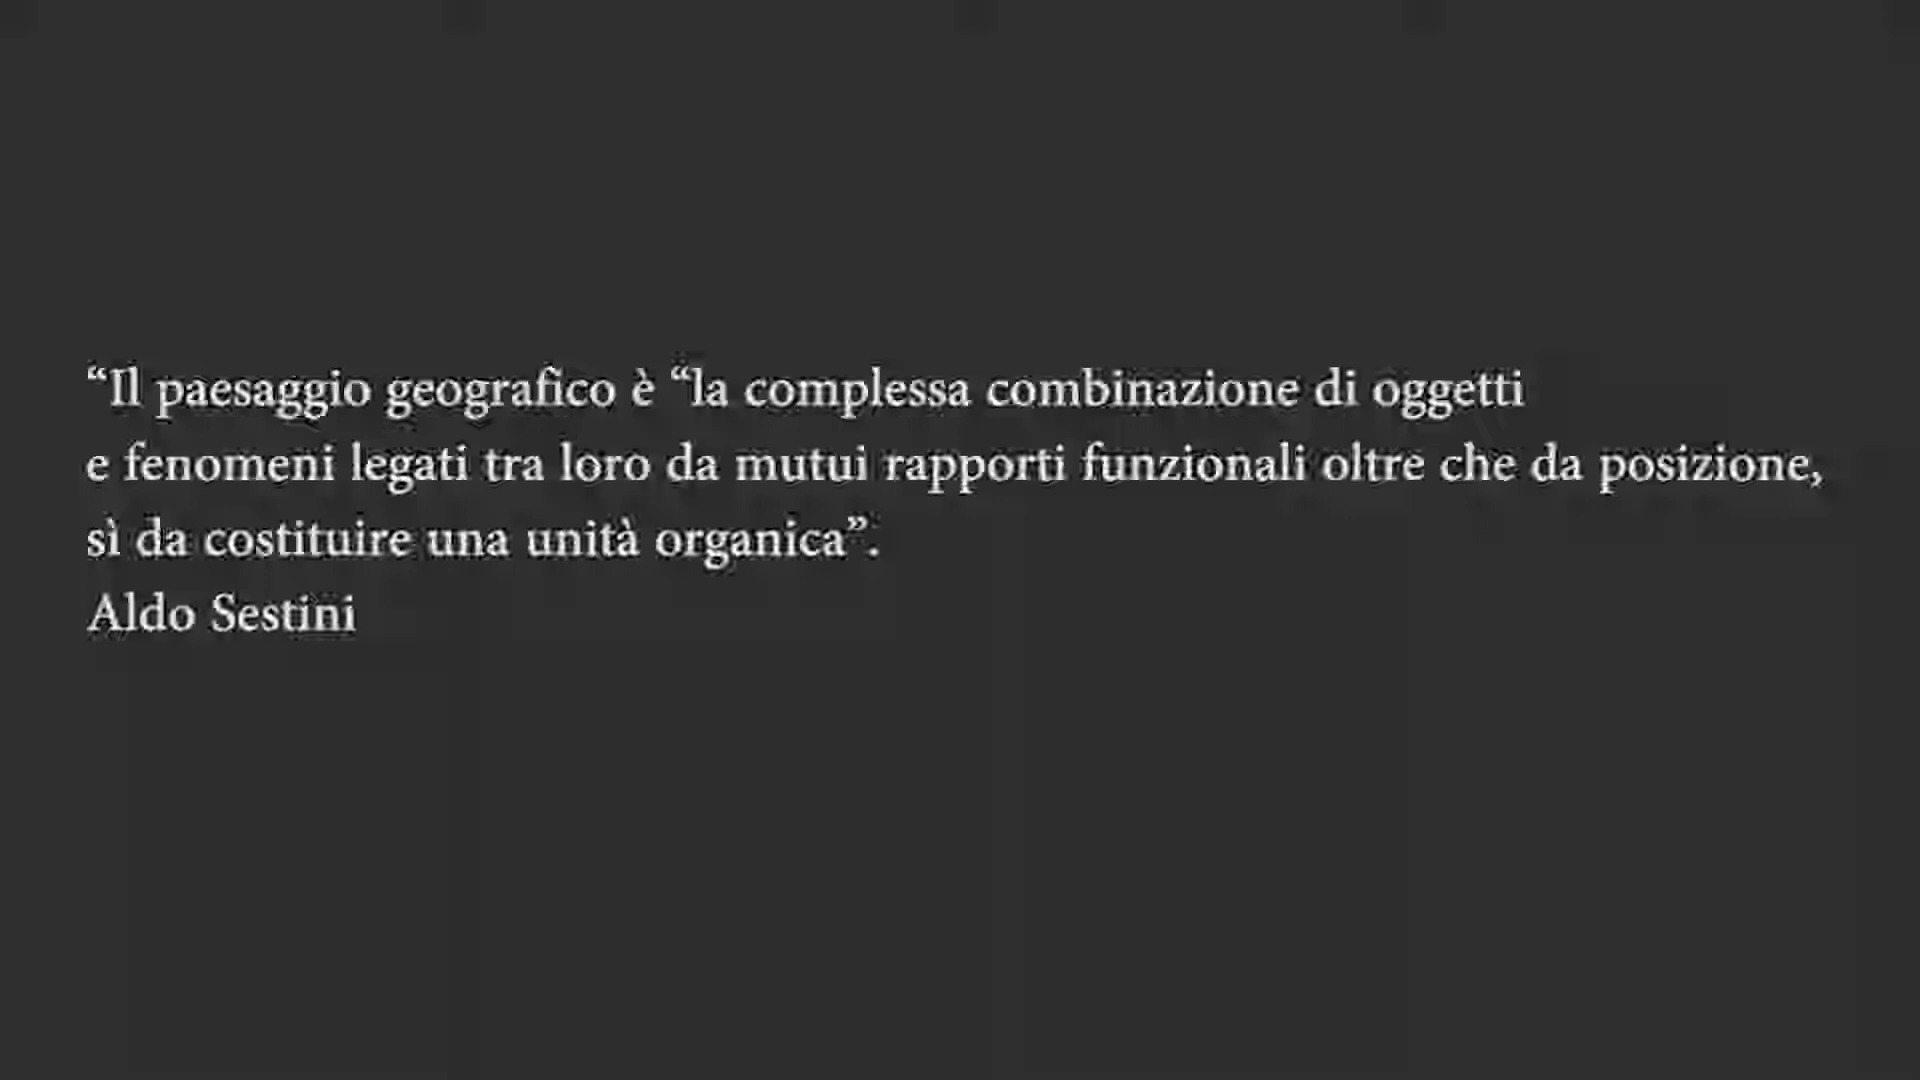 “Il paesaggio geografico è “la complessa combinazione di oggetti
e fenomeni legati tra loro da mutui rapporti funzionali oltre che da posizione,
sì da costituire una unità organica”.
Aldo Sestini